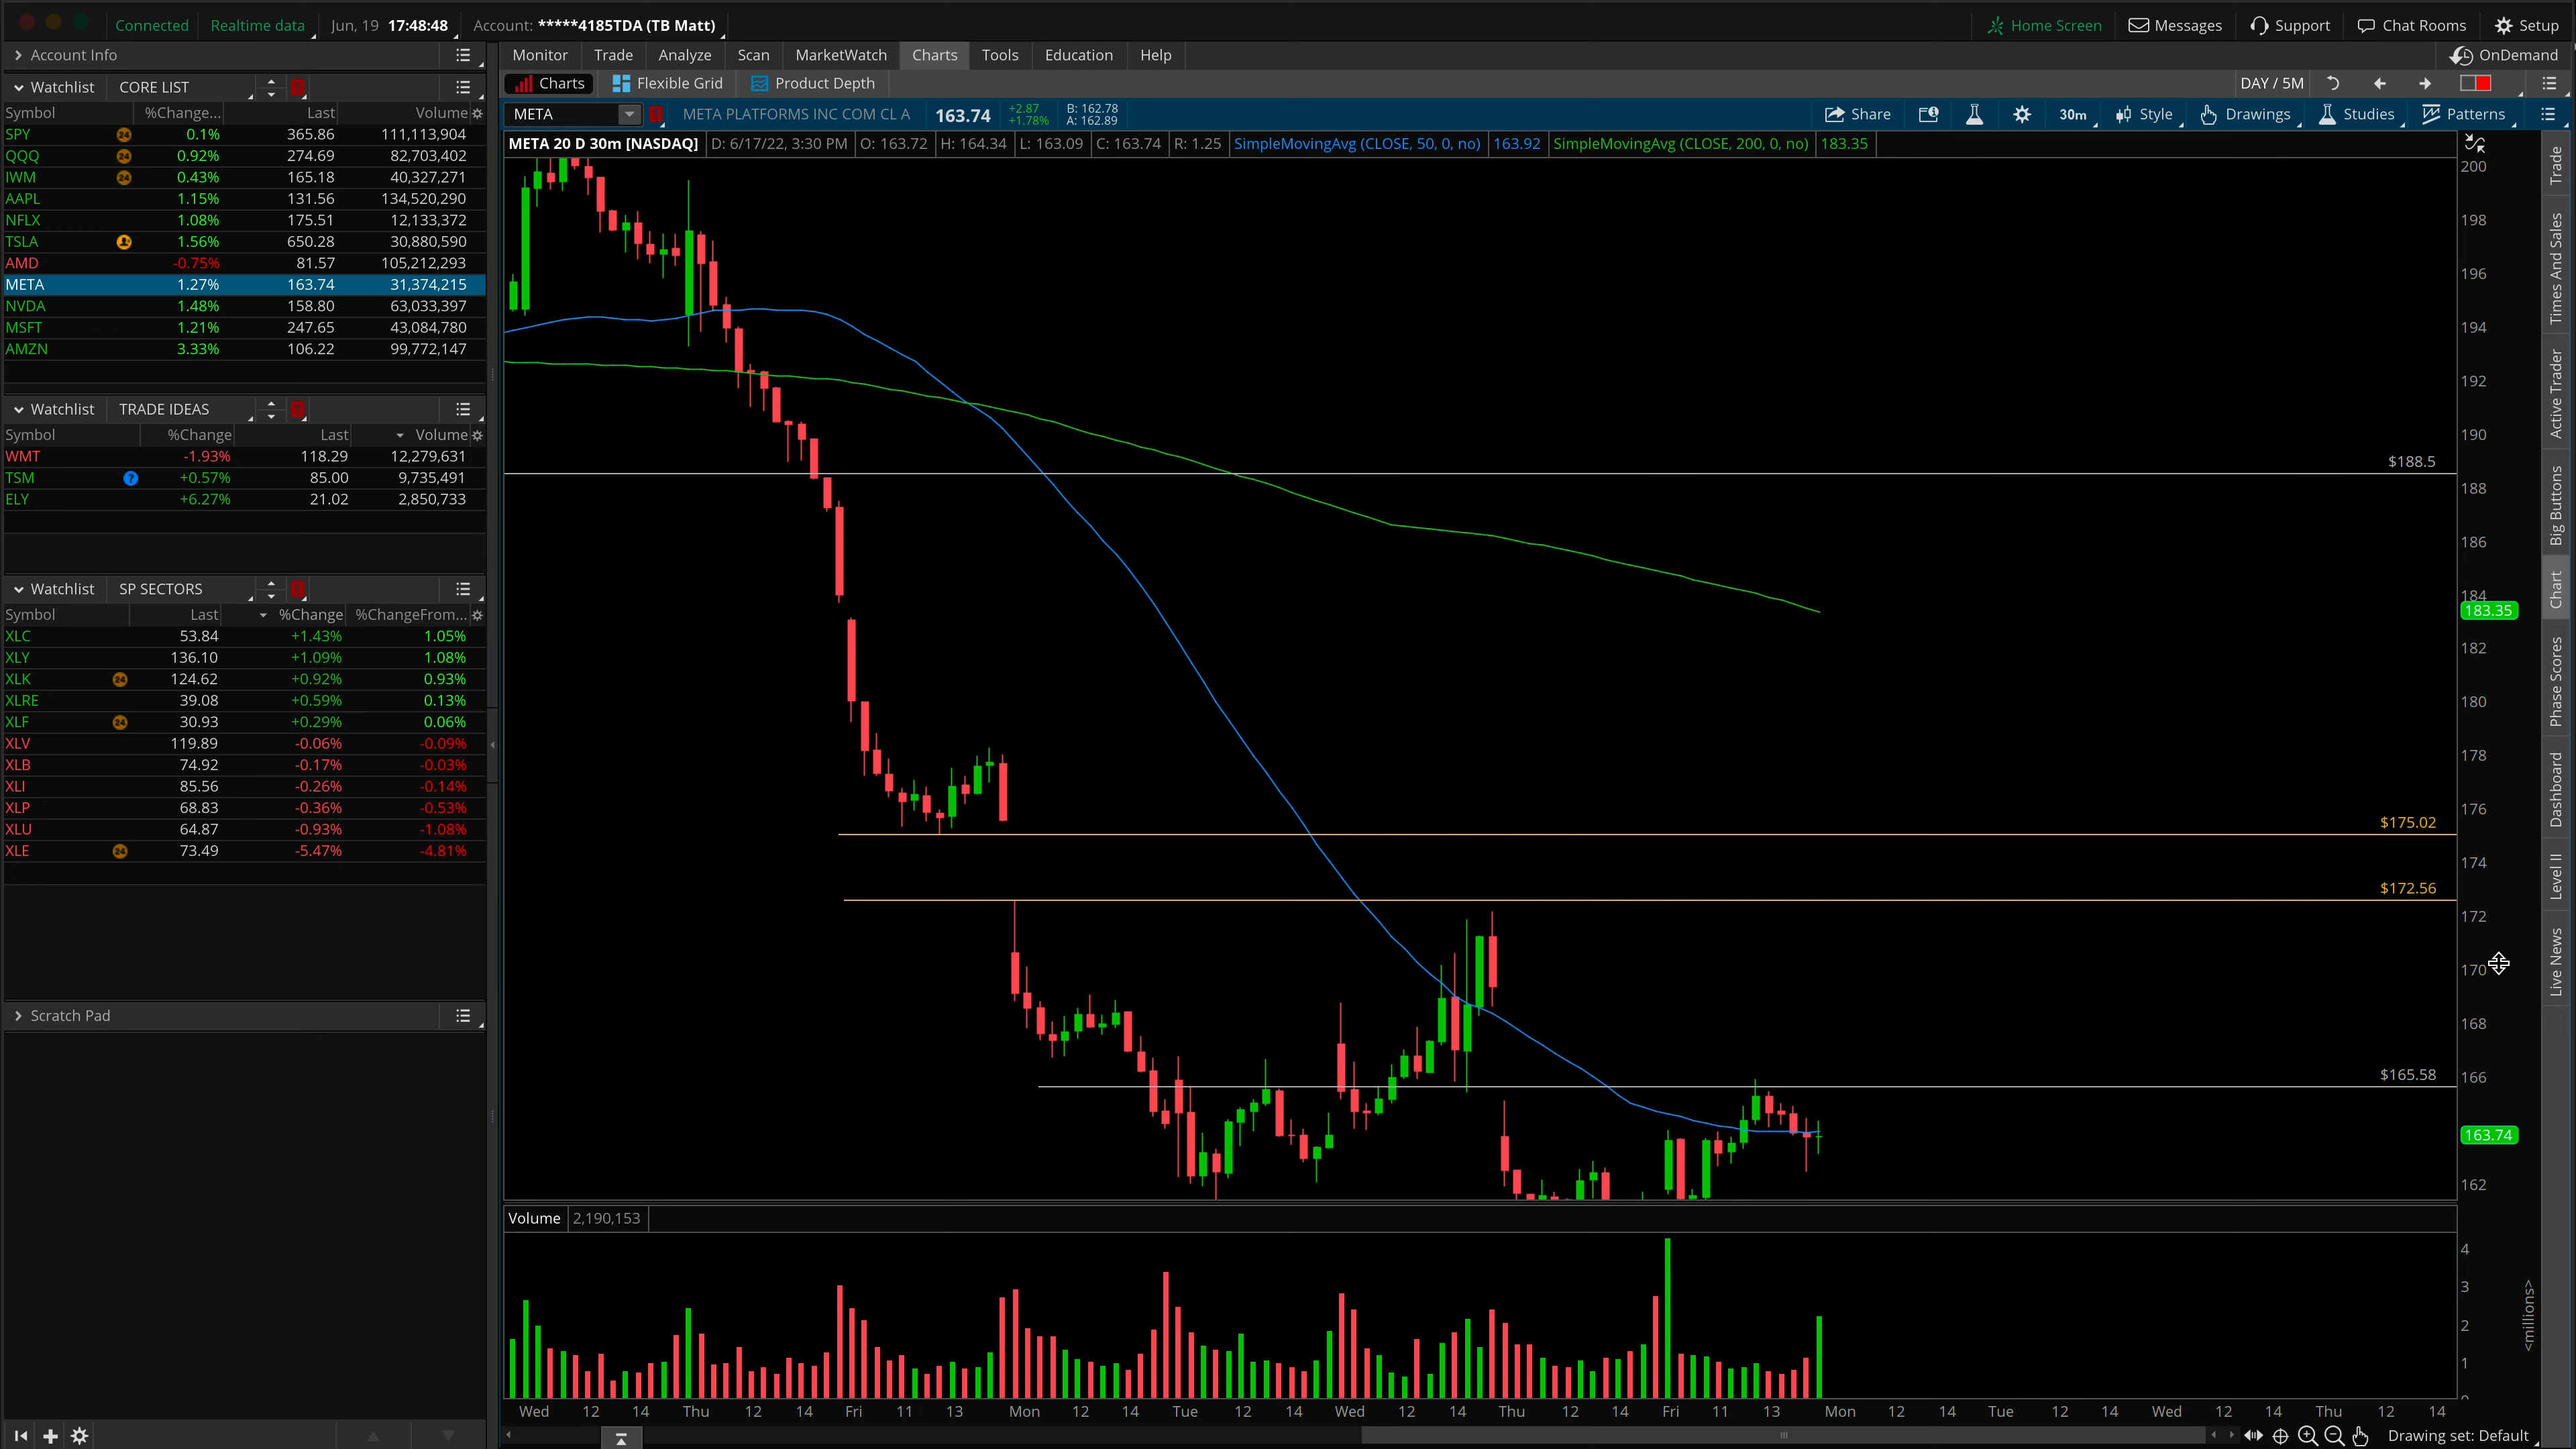 Connected Realtime data Jun, 19 17:48:48 Account: *****4185TDA (TB Matt) Home Screen Messages Support Chat Rooms Setup
Account Info
Monitor Trade Analyze Scan MarketWatch Charts Tools Education Help OnDemand
Charts Flexible Grid Product Depth DAY / 5M
Watchlist CORE LIST
Symbol %Change... Last Volume
SPY 24 0.1% 365.86 111,113,904
QQQ 24 0.92% 274.69 82,703,402
IWM 24 0.43% 165.18 40,327,271
AAPL 1.15% 131.56 134,520,290
NFLX 1.08% 175.51 12,133,372
TSLA 1.56% 650.28 30,880,590
AMD -0.75% 81.57 105,212,293
META 1.27% 163.74 31,374,215
NVDA 1.48% 158.80 63,033,397
MSFT 1.21% 247.65 43,084,780
AMZN 3.33% 106.22 99,772,147
Watchlist TRADE IDEAS
Symbol %Change Last Volume
WMT -1.93% 118.29 12,279,631
TSM ? +0.57% 85.00 9,735,491
ELY +6.27% 21.02 2,850,733
Watchlist SP SECTORS
Symbol Last %Change %ChangeFrom...
XLC 53.84 +1.43% 1.05%
XLY 136.10 +1.09% 1.08%
XLK 24 124.62 +0.92% 0.93%
XLRE 39.08 +0.59% 0.13%
XLF 24 30.93 +0.29% 0.06%
XLV 119.89 -0.06% -0.09%
XLB 74.92 -0.17% -0.03%
XLI 85.56 -0.26% -0.14%
XLP 68.83 -0.36% -0.53%
XLU 64.87 -0.93% -1.08%
XLE 24 73.49 -5.47% -4.81%
Scratch Pad
META META PLATFORMS INC COM CL A 163.74 +2.87 +1.78% B: 162.78 A: 162.89 Share 30m Style Drawings Studies Patterns
META 20 D 30m [NASDAQ] D: 6/17/22, 3:30 PM O: 163.72 H: 164.34 L: 163.09 C: 163.74 R: 1.25 SimpleMovingAvg (CLOSE, 50, 0, no) 163.92 SimpleMovingAvg (CLOSE, 200, 0, no) 183.35
200
198
196
194
192
190
$188.5
188
186
184
183.35
182
180
178
176
$175.02
174
$172.56
172
170
168
$165.58
166
163.74
162
Volume 2,190,153
4
3
2
1
0
<millions>
Wed 12 14 Thu 12 14 Fri 11 13 Mon 12 14 Tue 12 14 Wed 12 14 Thu 12 14 Fri 11 13 Mon 12 14 Tue 12 14 Wed 12 14 Thu 12 14
Drawing set: Default
Trade
Times And Sales
Active Trader
Big Buttons
Chart
Phase Scores
Dashboard
Level II
Live News